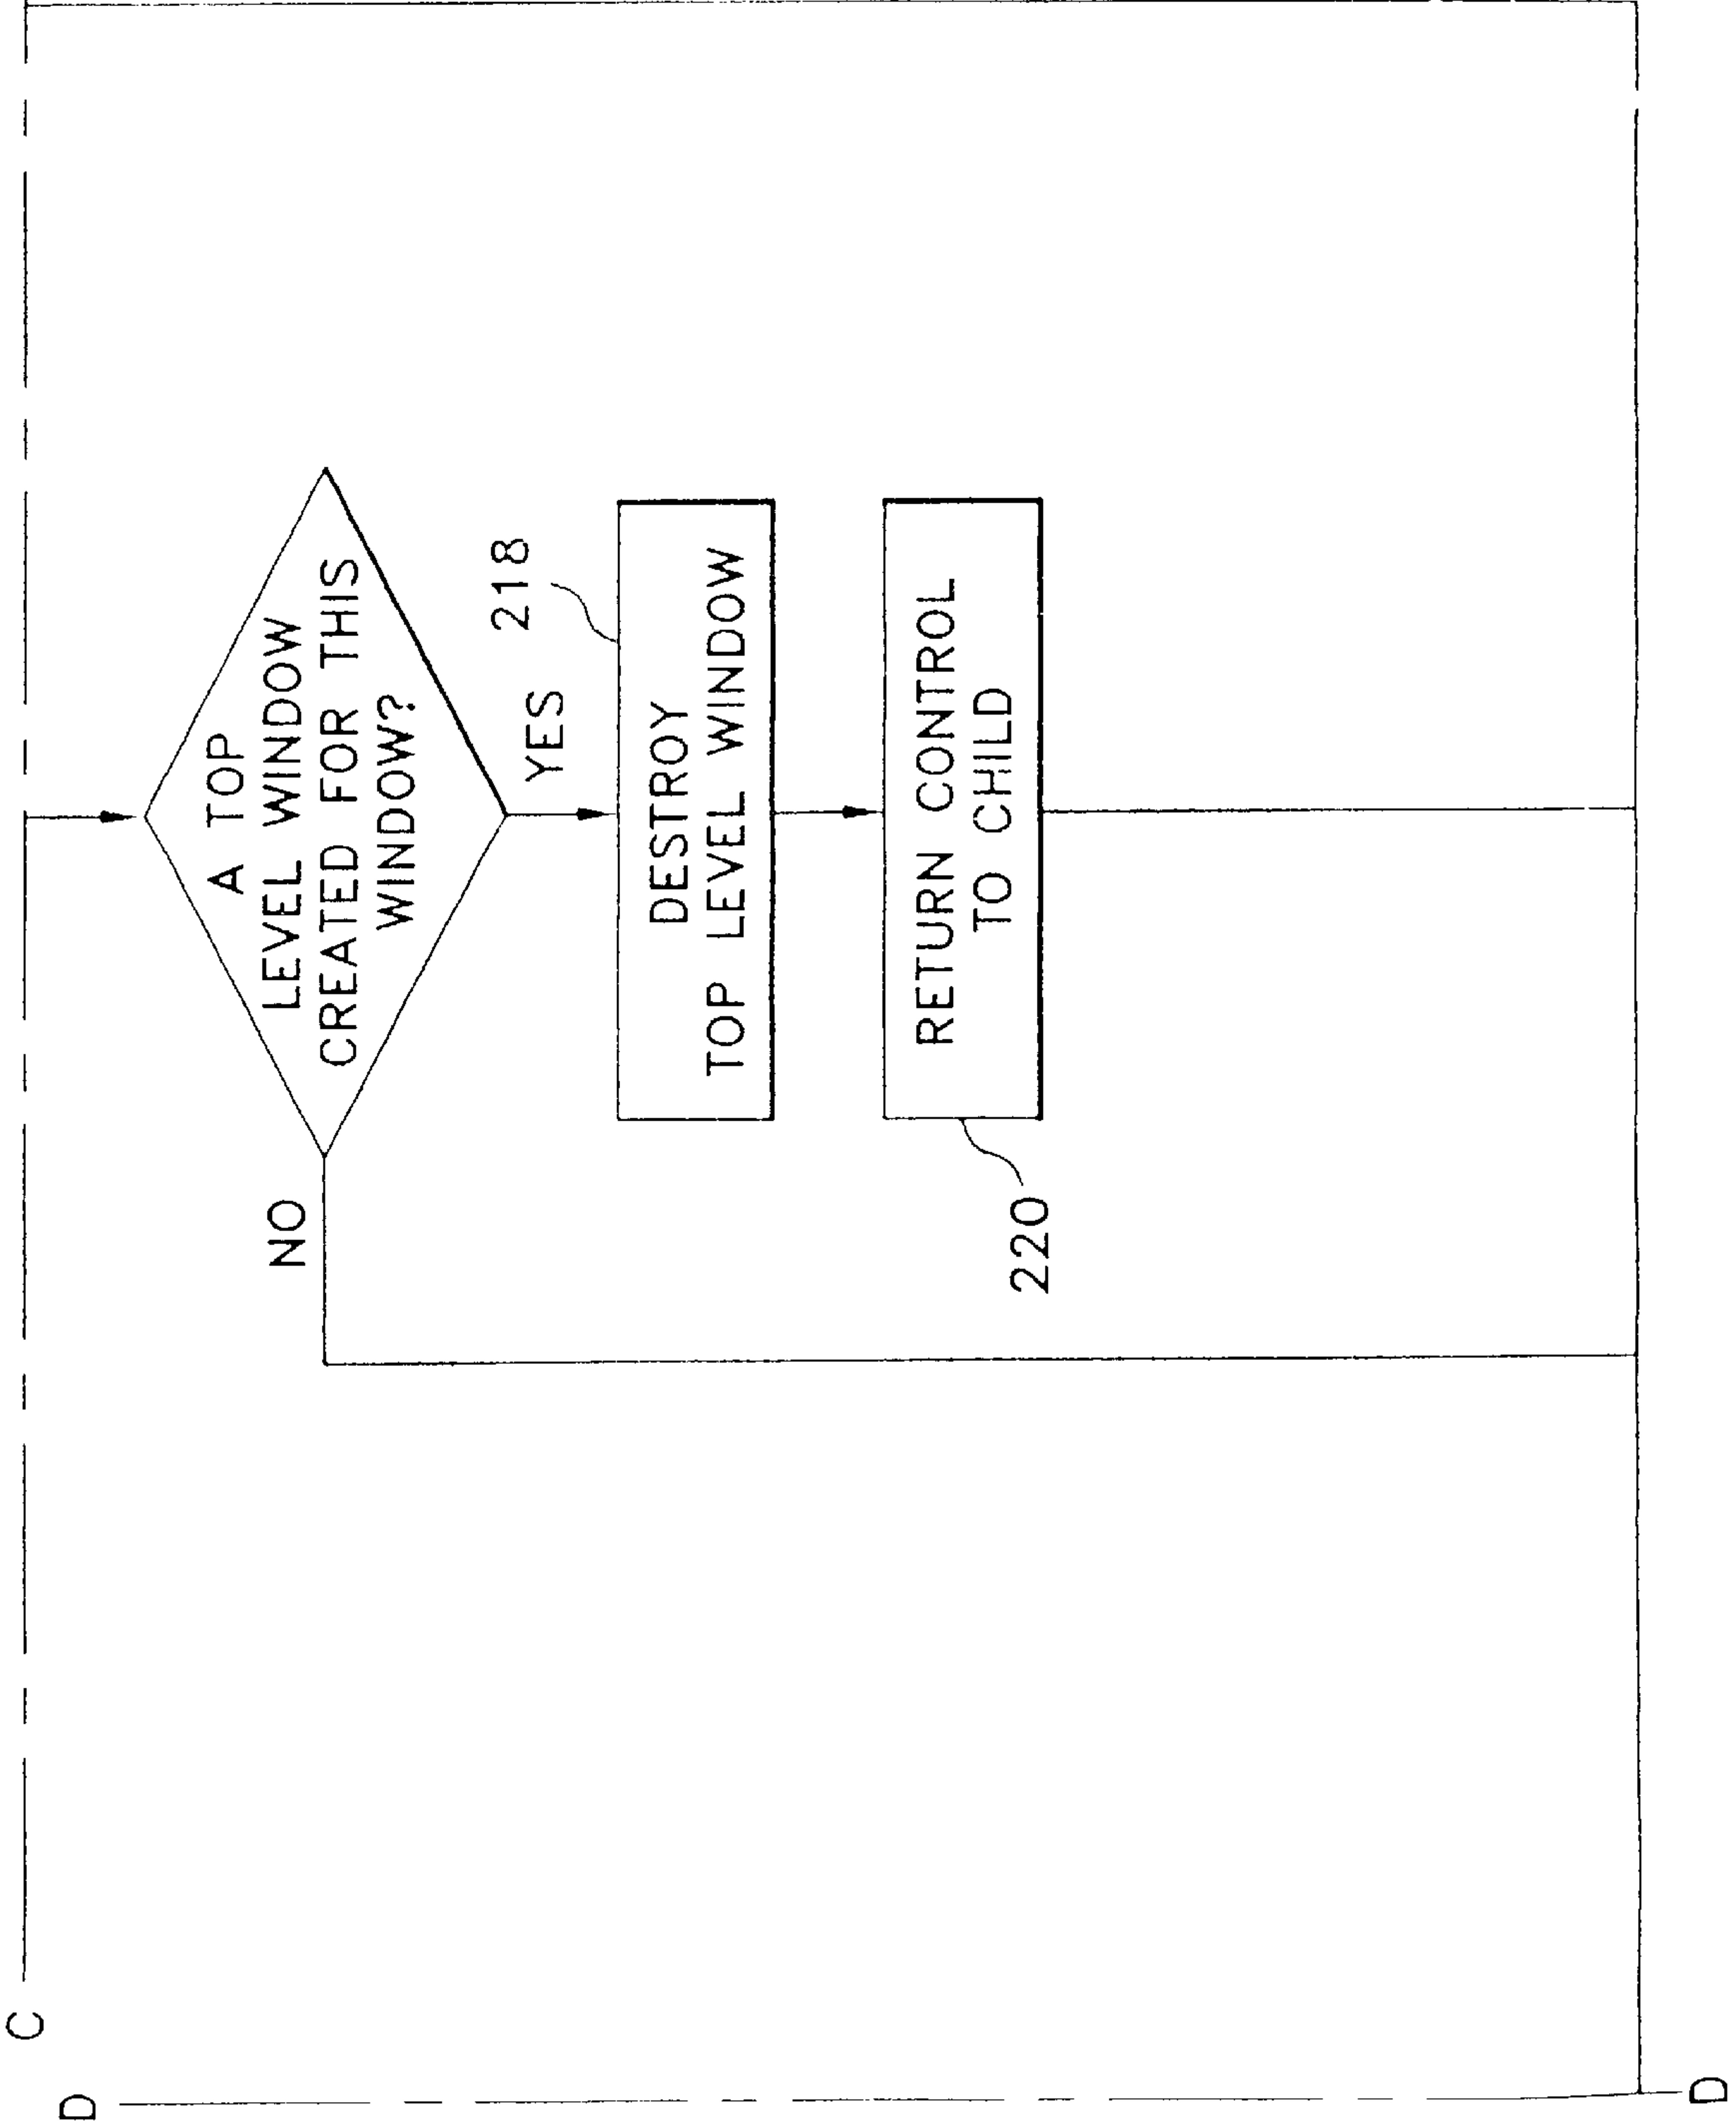 C
D
A TOP
LEVEL WINDOW
CREATED FOR THIS
WINDOW?
NO
YES
218
DESTROY
TOP LEVEL WINDOW
RETURN CONTROL
TO CHILD
220
D